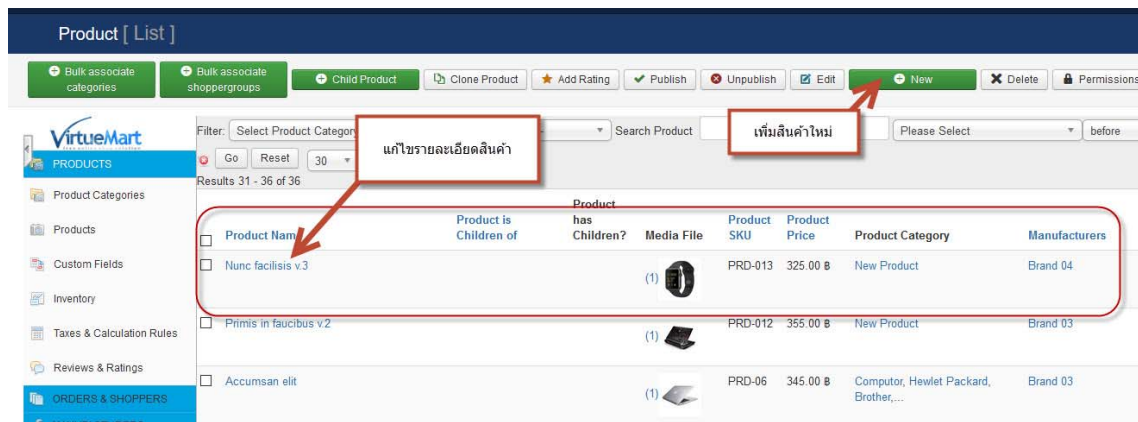 Product [ List ]
Bulk associate categories
Bulk associate shoppergroups
Child Product
Clone Product
Add Rating
Publish
Unpublish
Edit
New
Delete
Permissions
VirtueMart
PRODUCTS
Product Categories
Products
Custom Fields
Inventory
Taxes & Calculation Rules
Reviews & Ratings
ORDERS & SHOPPERS
Filter: Select Product Category
Search Product
Please Select
before
แก้ไขรายละเอียดสินค้า
เพิ่มสินค้าใหม่
Go Reset 30
Results 31 - 36 of 36
Product Name
Product is Children of
Product has Children?
Media File
Product SKU
Product Price
Product Category
Manufacturers
Nunc facilisis v.3 (1) PRD-013 325.00 ฿ New Product Brand 04
Primis in faucibus v.2 (1) PRD-012 355.00 ฿ New Product Brand 03
Accumsan elit (1) PRD-06 345.00 ฿ Computor, Hewlet Packard, Brother,... Brand 03